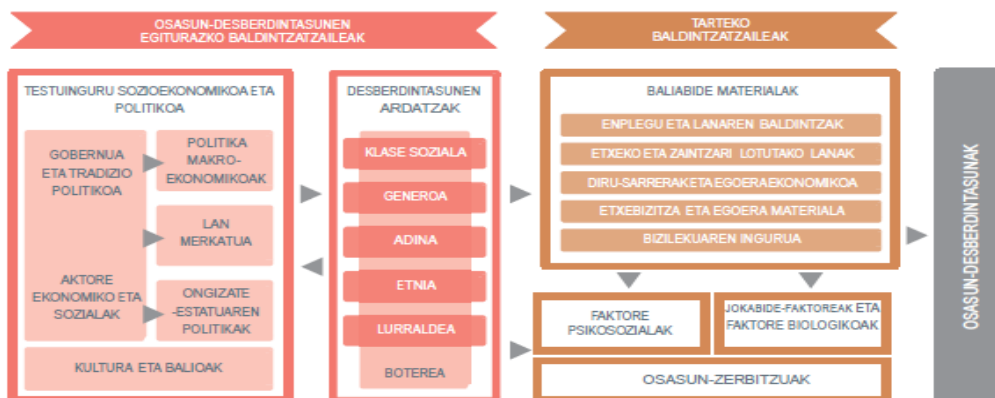 OSASUN-DESBERDINTASUNEN
EGITURAZKO BALDINTZATZAILEAK
TARTEKO
BALDINTZATZAILEAK
TESTUINGURU SOZIOEKONOMIKOA ETA
POLITIKOA
GOBERNUA
ETA TRADIZIO
POLITIKOA
AKTORE
EKONOMIKO ETA
SOZIALAK
POLITIKA
MAKRO-
EKONOMIKOAK
LAN
MERKATUA
ONGIZATE
-ESTATUAREN
POLITIKAK
KULTURA ETA BALIOAK
DESBERDINTASUNEN
ARDATZAK
KLASE SOZIALA
GENEROA
ADINA
ETNIA
LURRALDEA
BOTEREA
BALIABIDE MATERIALAK
ENPLEGU ETA LANAREN BALDINTZAK
ETXEKO ETA ZAINTZARI LOTUTAKO LANAK
DIRU-SARRERAK ETA EGOERA EKONOMIKOA
ETXEBIZITZA ETA EGOERA MATERIALA
BIZILEKUAREN INGURUA
FAKTORE
PSIKOSOZIALAK
JOKABIDE-FAKTOREAK ETA
FAKTORE BIOLOGIKOAK
OSASUN-ZERBITZUAK
OSASUN-DESBERDINTASUNAK